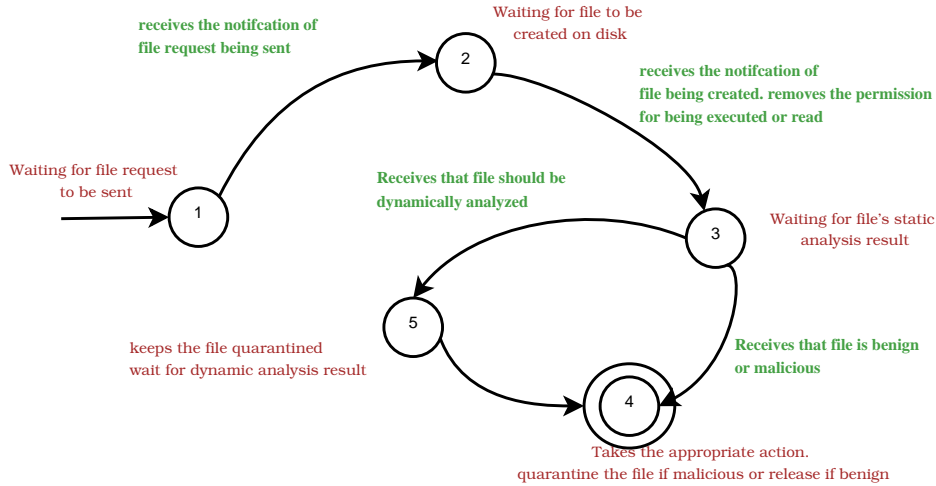 receives the notifcation of
file request being sent
2
Waiting for file to be
created on disk
receives the notifcation of
file being created. removes the permission
for being executed or read
Waiting for file request
to be sent
1
Receives that file should be
dynamically analyzed
3
Waiting for file's static
analysis result
5
keeps the file quarantined
wait for dynamic analysis result
Receives that file is benign
or malicious
4
Takes the appropriate action.
quarantine the file if malicious or release if benign